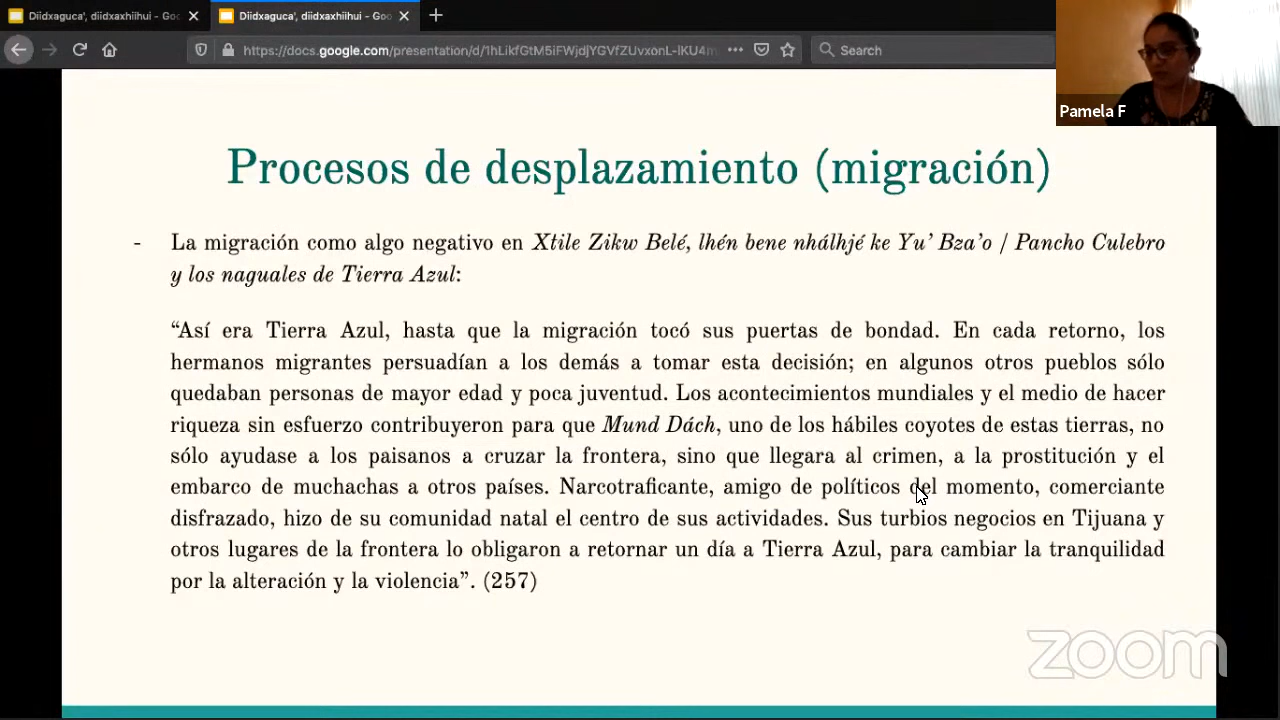 Diidxaguca', diidxaxhiihui - Goo
Diidxaguca', diidxaxhiihui - Goo
https://docs.google.com/presentation/d/1hLikfGtM5iFWjdjYGVfZUvxonL-lKU4m
Search
Pamela F
Procesos de desplazamiento (migración)
- La migración como algo negativo en Xtile Zikw Belé, lhén bene nhálhjé ke Yu’ Bza’o / Pancho Culebro
y los naguales de Tierra Azul:
“Así era Tierra Azul, hasta que la migración tocó sus puertas de bondad. En cada retorno, los
hermanos migrantes persuadían a los demás a tomar esta decisión; en algunos otros pueblos sólo
quedaban personas de mayor edad y poca juventud. Los acontecimientos mundiales y el medio de hacer
riqueza sin esfuerzo contribuyeron para que Mund Dách, uno de los hábiles coyotes de estas tierras, no
sólo ayudase a los paisanos a cruzar la frontera, sino que llegara al crimen, a la prostitución y el
embarco de muchachas a otros países. Narcotraficante, amigo de políticos del momento, comerciante
disfrazado, hizo de su comunidad natal el centro de sus actividades. Sus turbios negocios en Tijuana y
otros lugares de la frontera lo obligaron a retornar un día a Tierra Azul, para cambiar la tranquilidad
por la alteración y la violencia”. (257)
zoom